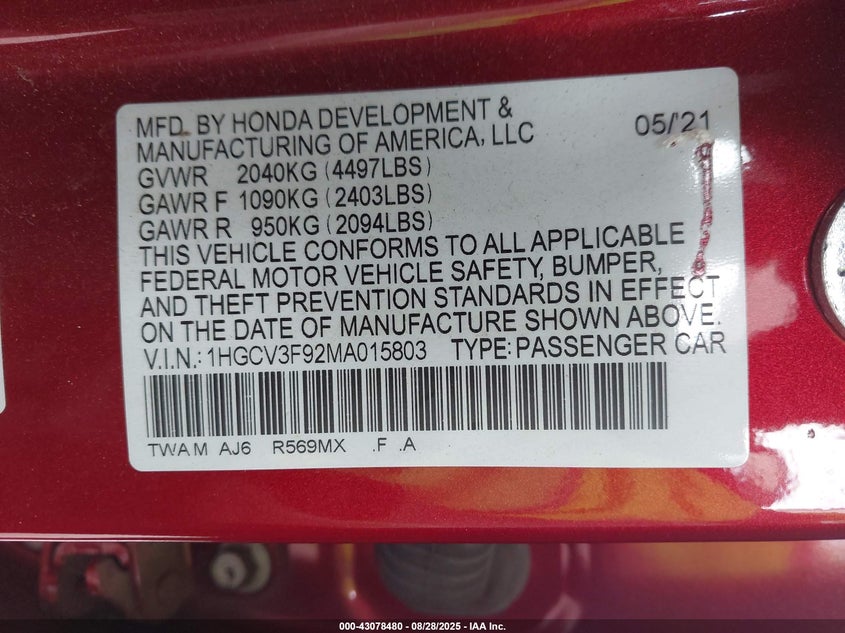 MFD. BY HONDA DEVELOPMENT & 05/'21
MANUFACTURING OF AMERICA, LLC
GVWR 2040KG (4497LBS)
GAWR F 1090KG (2403LBS)
GAWR R 950KG (2094LBS)
THIS VEHICLE CONFORMS TO ALL APPLICABLE
FEDERAL MOTOR VEHICLE SAFETY, BUMPER,
AND THEFT PREVENTION STANDARDS IN EFFECT
ON THE DATE OF MANUFACTURE SHOWN ABOVE.
V.I.N.: 1HGCV3F92MA015803 TYPE: PASSENGER CAR
TWA M AJ6 R569MX .F .A
000-43078480 - 08/28/2025 - IAA Inc.